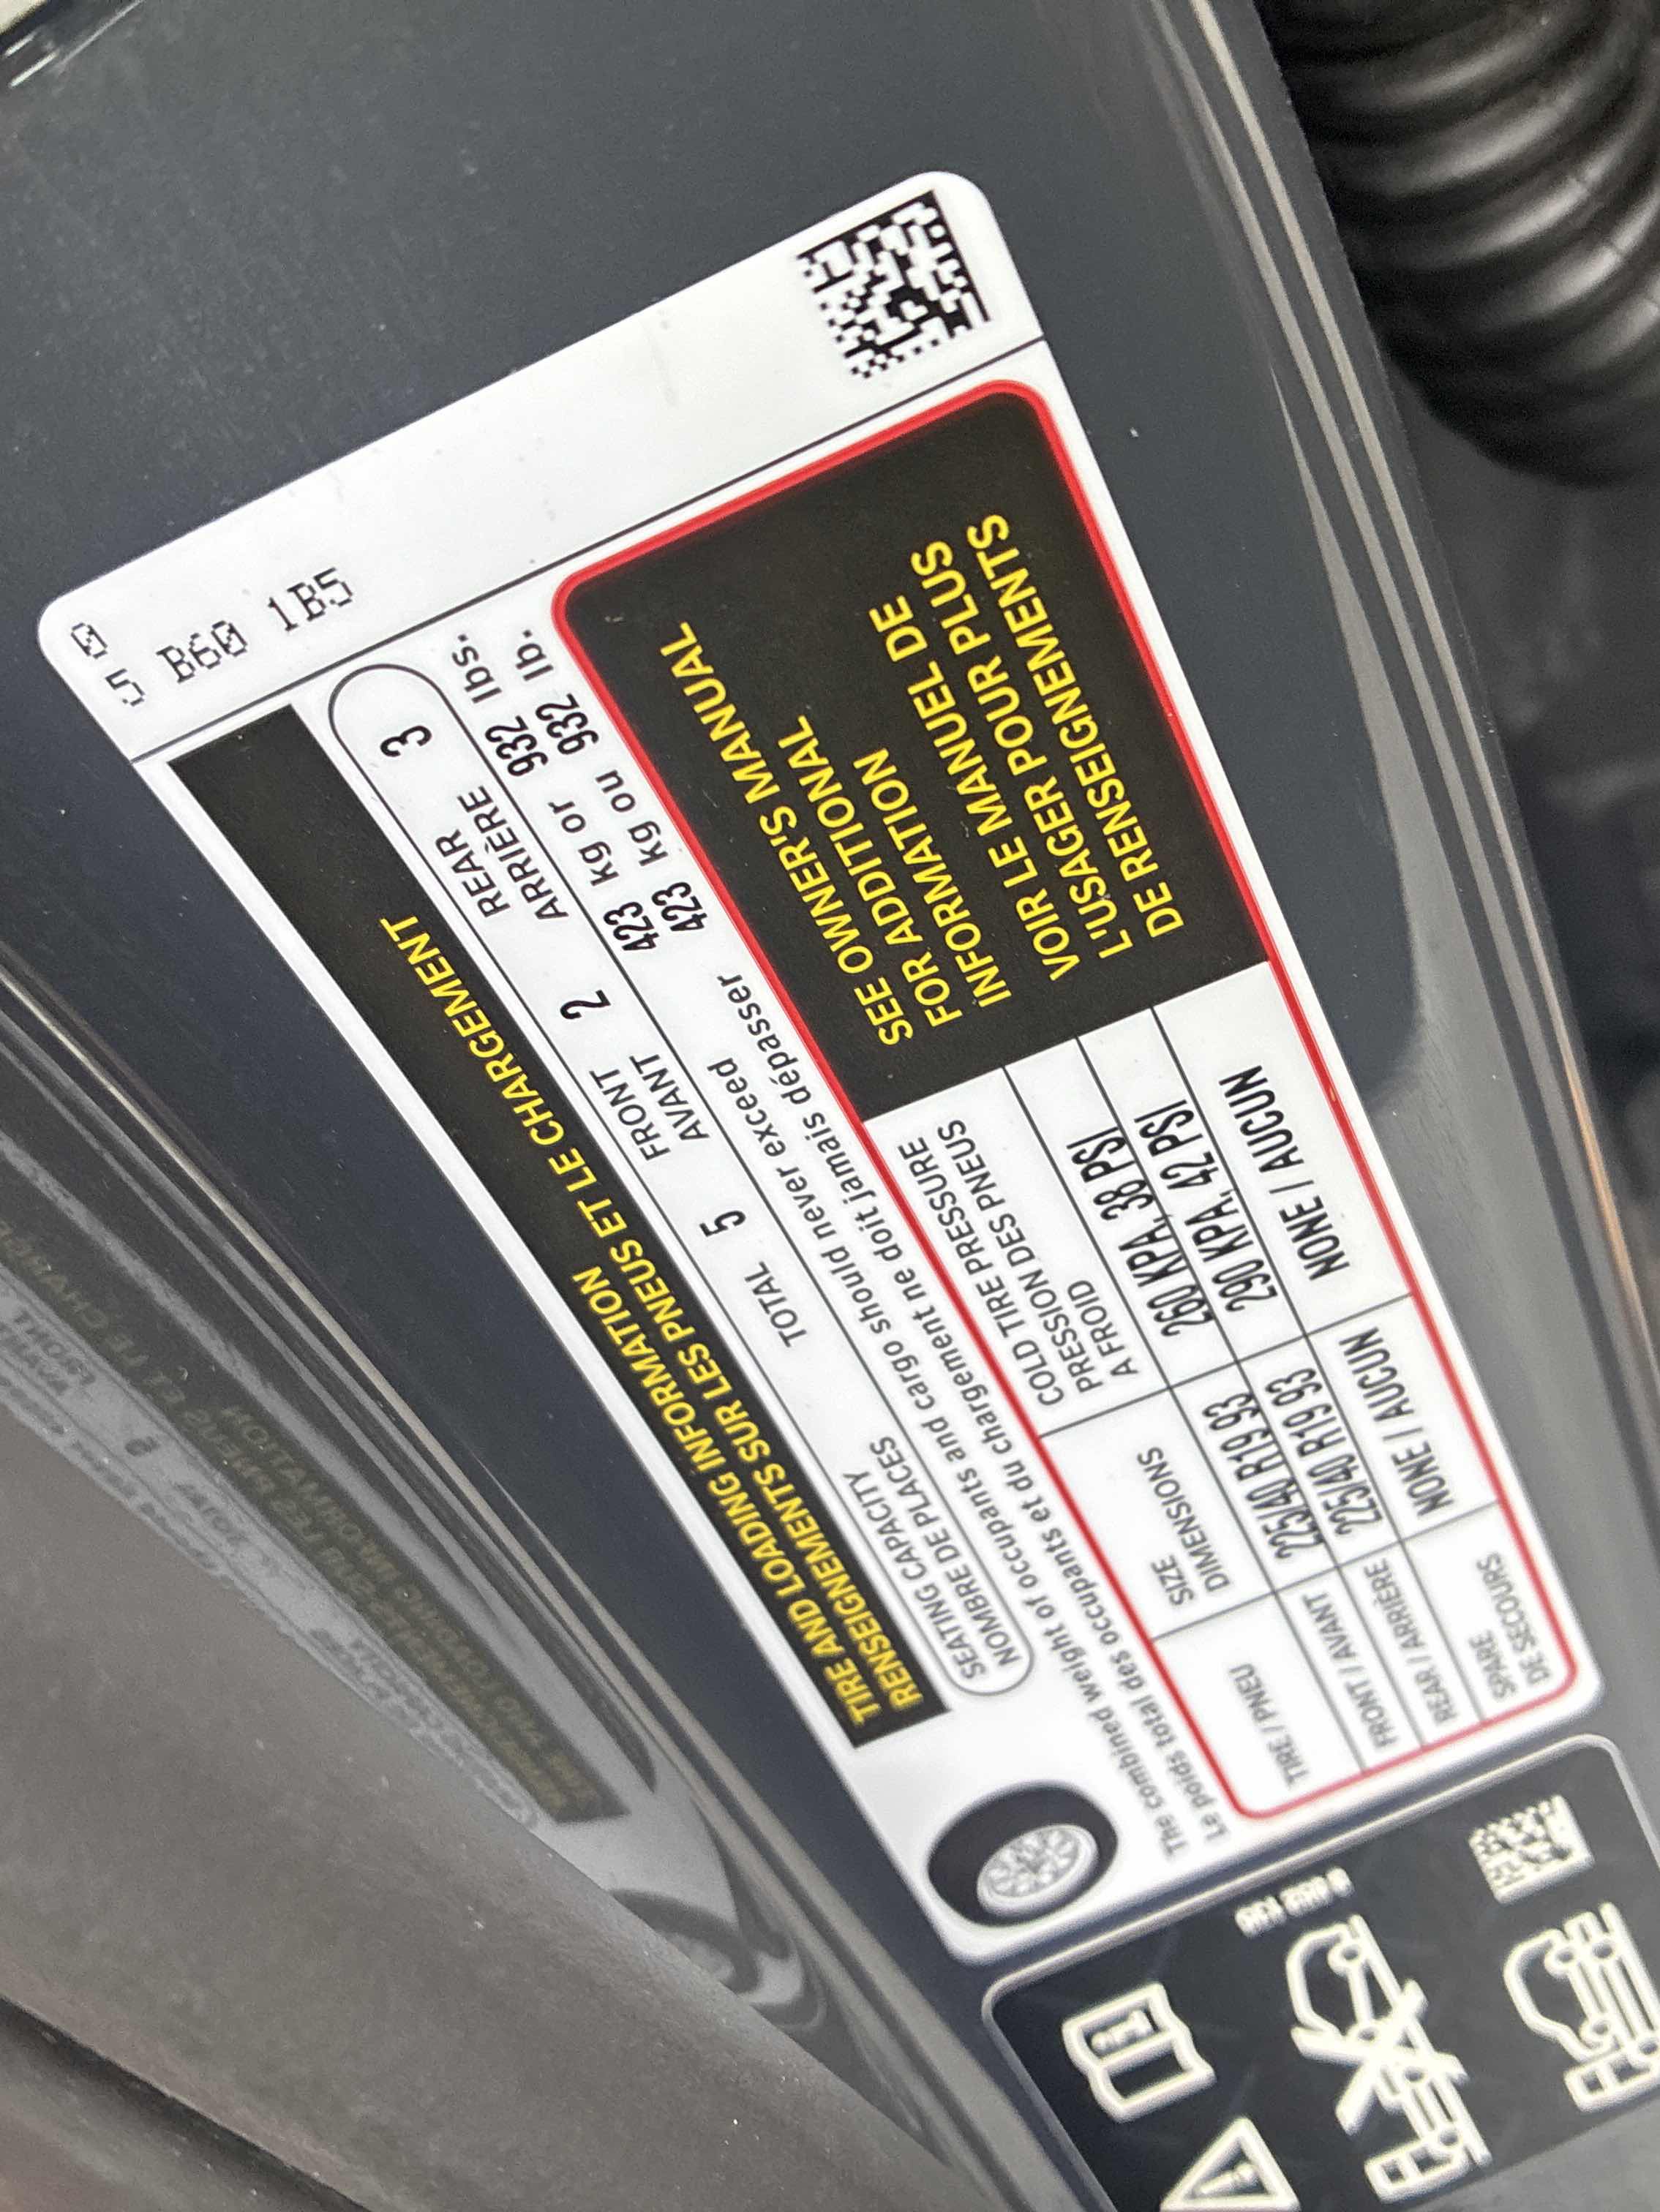 0
5 B60 1B5
TIRE AND LOADING INFORMATION
RENSEIGNEMENTS SUR LES PNEUS ET LE CHARGEMENT
SEATING CAPACITY
NOMBRE DE PLACES
TOTAL 5
FRONT
AVANT
2
REAR
ARRIÈRE
3
The combined weight of occupants and cargo should never exceed 423 kg or 932 lbs.
Le poids total des occupants et du chargement ne doit jamais dépasser 423 kg ou 932 lb.
TIRE / PNEU
SIZE
DIMENSIONS
COLD TIRE PRESSURE
PRESSION DES PNEUS
A FROID
FRONT / AVANT 225/40 R19 93 260 KPA, 38 PSI
REAR / ARRIÈRE 225/40 R19 93 290 KPA, 42 PSI
SPARE
DE SECOURS
NONE / AUCUN NONE / AUCUN
SEE OWNER'S MANUAL
FOR ADDITIONAL
INFORMATION
VOIR LE MANUEL DE
L'USAGER POUR PLUS
DE RENSEIGNEMENTS